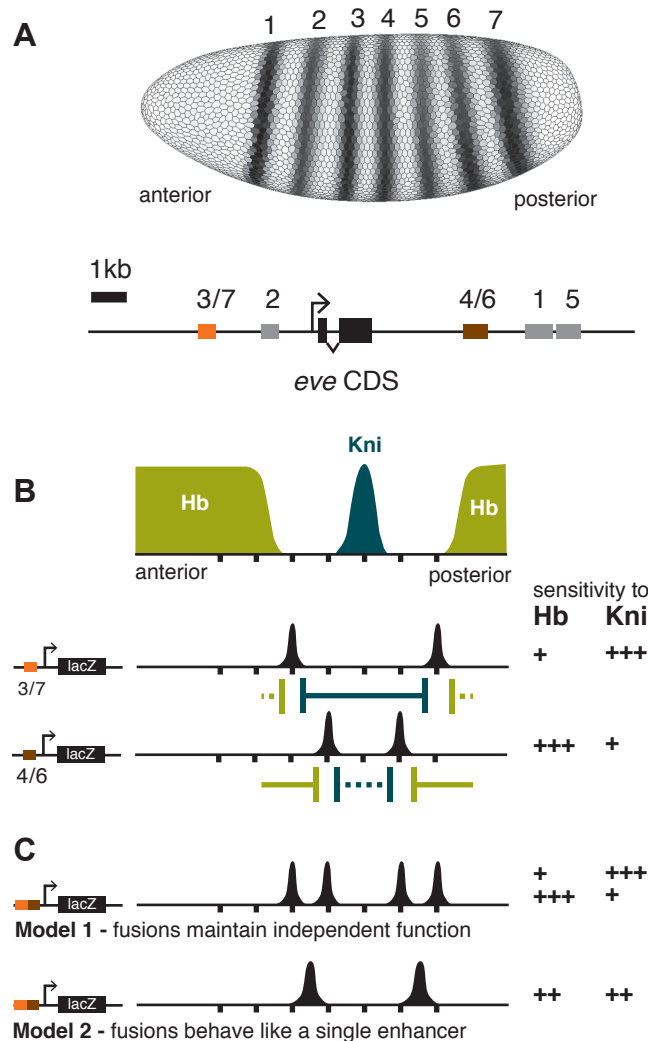 A
1 2 3 4 5 6 7
anterior
posterior
1kb
3/7 2 4/6 1 5
eve CDS
B
Kni
Hb
Hb
anterior
posterior
sensitivity to
Hb Kni
lacZ
+ +++
3/7
lacZ
+++ +
4/6
C
+ +++
lacZ
+++ +
Model 1 - fusions maintain independent function
lacZ
++ ++
Model 2 - fusions behave like a single enhancer